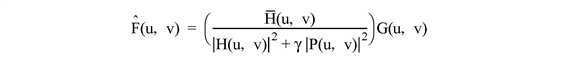 F̂(u, v) = ( H̅(u, v) / |H(u, v)|² + γ |P(u, v)|² ) G(u, v)